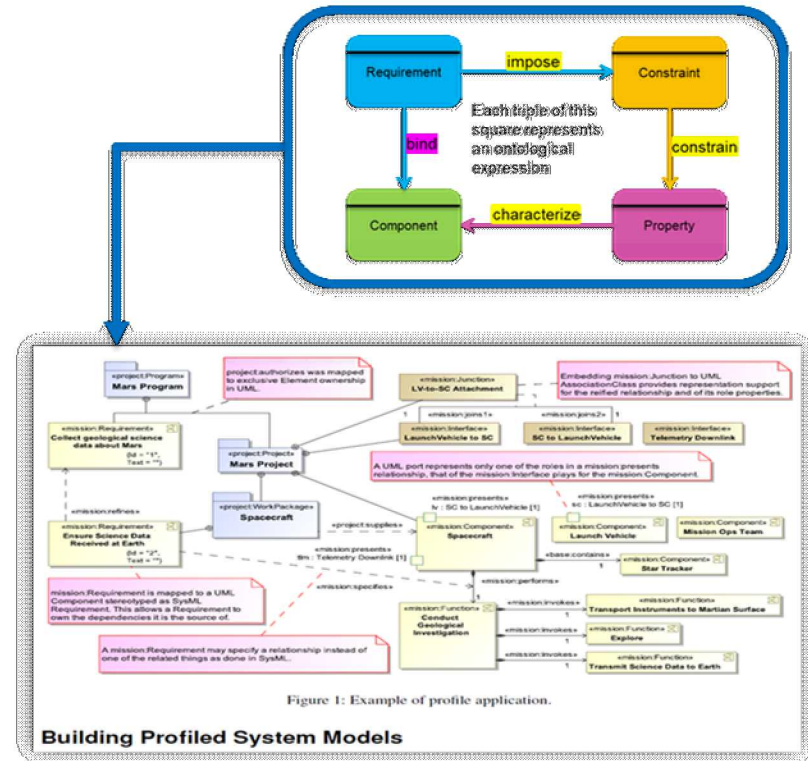 Requirement
impose
Constraint
Each triple of this
square represents
an ontological
expression
bind
constrain
Component
characterize
Property
«project:Program»
Mars Program
project:authorizes was mapped
to exclusive Element ownership
in UML.
«mission:Junction»
LV-to-SC Attachment
Embedding mission:Junction to UML
AssociationClass provides representation support
for the reified relationship and of its role properties.
«mission:Requirement»
Collect geological science
data about Mars
(Id = "1",
Text = "")
1
«mission:joins1»
«mission:joins2»
1
«mission:Interface»
LaunchVehicle to SC
«mission:Interface»
SC to LaunchVehicle
«mission:Interface»
Telemetry Downlink
«project:Project»
Mars Project
A UML port represents only one of the roles in a mission:presents
relationship, that of the mission:Interface plays for the mission:Component.
«mission:refines»
«project:WorkPackage»
Spacecraft
«mission:presents»
lv : SC to LaunchVehicle [1]
«mission:presents»
sc : LaunchVehicle to SC [1]
«mission:Requirement»
Ensure Science Data
Received at Earth
(Id = "2",
Text = "")
«project:supplies»
«mission:Component»
Spacecraft
«mission:Component»
Launch Vehicle
«mission:Component»
Mission Ops Team
«mission:presents»
tlm : Telemetry Downlink [1]
«base:contains»
«mission:Component»
Star Tracker
«mission:specifies»
«mission:performs»
1
mission:Requirement is mapped to a UML
Component stereotyped as SysML
Requirement. This allows a Requirement to
own the dependencies it is the source of.
«mission:Function»
Conduct
Geological
Investigation
«mission:invokes»
1
«mission:Function»
Transport Instruments to Martian Surface
«mission:invokes»
1
«mission:Function»
Explore
A mission:Requirement may specify a relationship instead of
one of the related things as done in SysML.
«mission:invokes»
1
«mission:Function»
Transmit Science Data to Earth
Figure 1: Example of profile application.
Building Profiled System Models